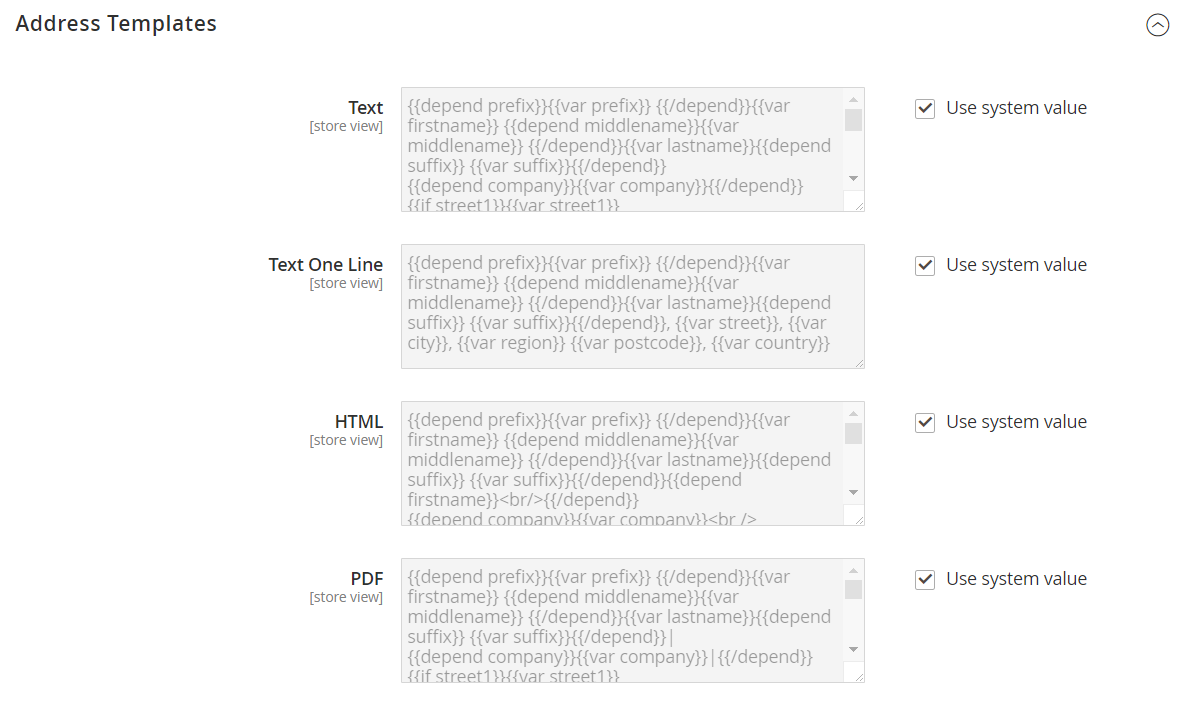 Address Templates
Text
[store view]
{{depend prefix}}{{var prefix}} {{/depend}}{{var
firstname}} {{depend middlename}}{{var
middlename}} {{/depend}}{{var lastname}}{{depend
suffix}} {{var suffix}}{{/depend}}
{{depend company}}{{var company}}{{/depend}}
{{if street1}}{{var street1}}
Use system value
Text One Line
[store view]
{{depend prefix}}{{var prefix}} {{/depend}}{{var
firstname}} {{depend middlename}}{{var
middlename}} {{/depend}}{{var lastname}}{{depend
suffix}} {{var suffix}}{{/depend}}, {{var street}}, {{var
city}}, {{var region}} {{var postcode}}, {{var country}}
Use system value
HTML
[store view]
{{depend prefix}}{{var prefix}} {{/depend}}{{var
firstname}} {{depend middlename}}{{var
middlename}} {{/depend}}{{var lastname}}{{depend
suffix}} {{var suffix}}{{/depend}}{{depend
firstname}}<br/>{{/depend}}
{{depend company}}{{var company}}<br />
Use system value
PDF
[store view]
{{depend prefix}}{{var prefix}} {{/depend}}{{var
firstname}} {{depend middlename}}{{var
middlename}} {{/depend}}{{var lastname}}{{depend
suffix}} {{var suffix}}{{/depend}}|
{{depend company}}{{var company}}|{{/depend}}
{{if street1}}{{var street1}}
Use system value